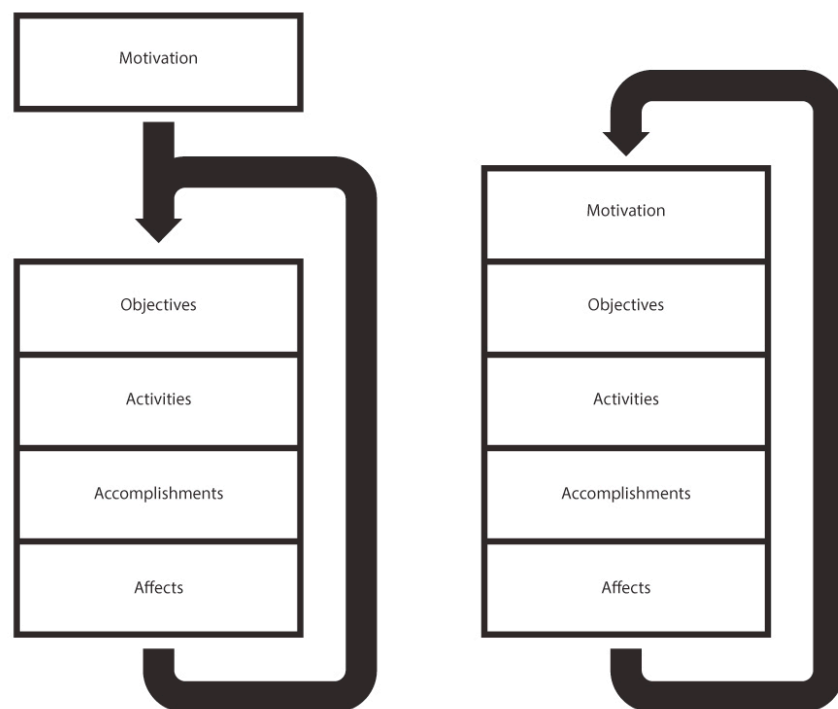 Motivation
Objectives
Activities
Accomplishments
Affects
Motivation
Objectives
Activities
Accomplishments
Affects